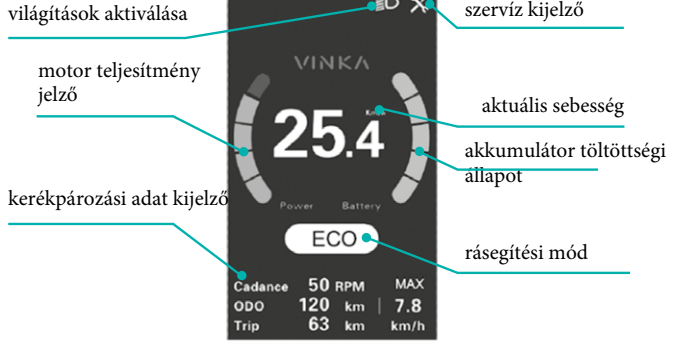 világítások aktiválása
szervíz kijelző
motor teljesítmény
jelző
VINKA
Km/h
25.4
aktuális sebesség
akkumulátor töltöttségi
állapot
kerékpározási adat kijelző
Power Battery
ECO
rásegítési mód
Cadance 50 RPM MAX
ODO 120 km | 7.8
Trip 63 km km/h